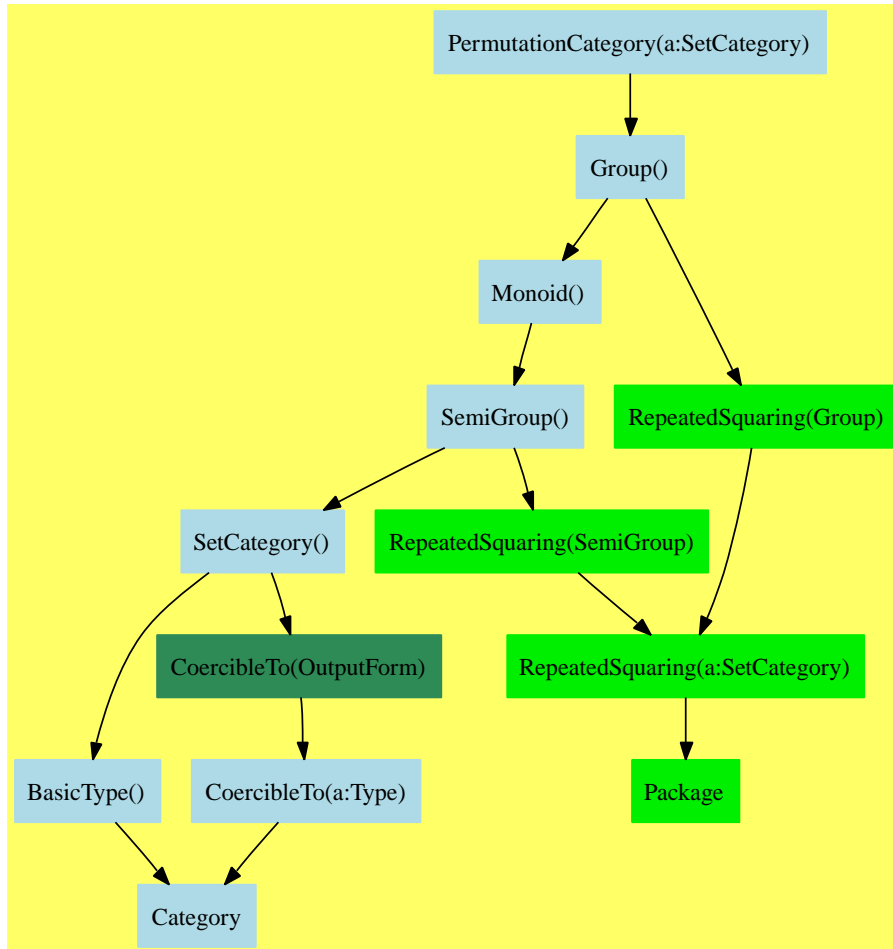 PermutationCategory(a:SetCategory)
Group()
Monoid()
SemiGroup()
RepeatedSquaring(Group)
SetCategory()
RepeatedSquaring(SemiGroup)
CoercibleTo(OutputForm)
RepeatedSquaring(a:SetCategory)
BasicType()
CoercibleTo(a:Type)
Package
Category